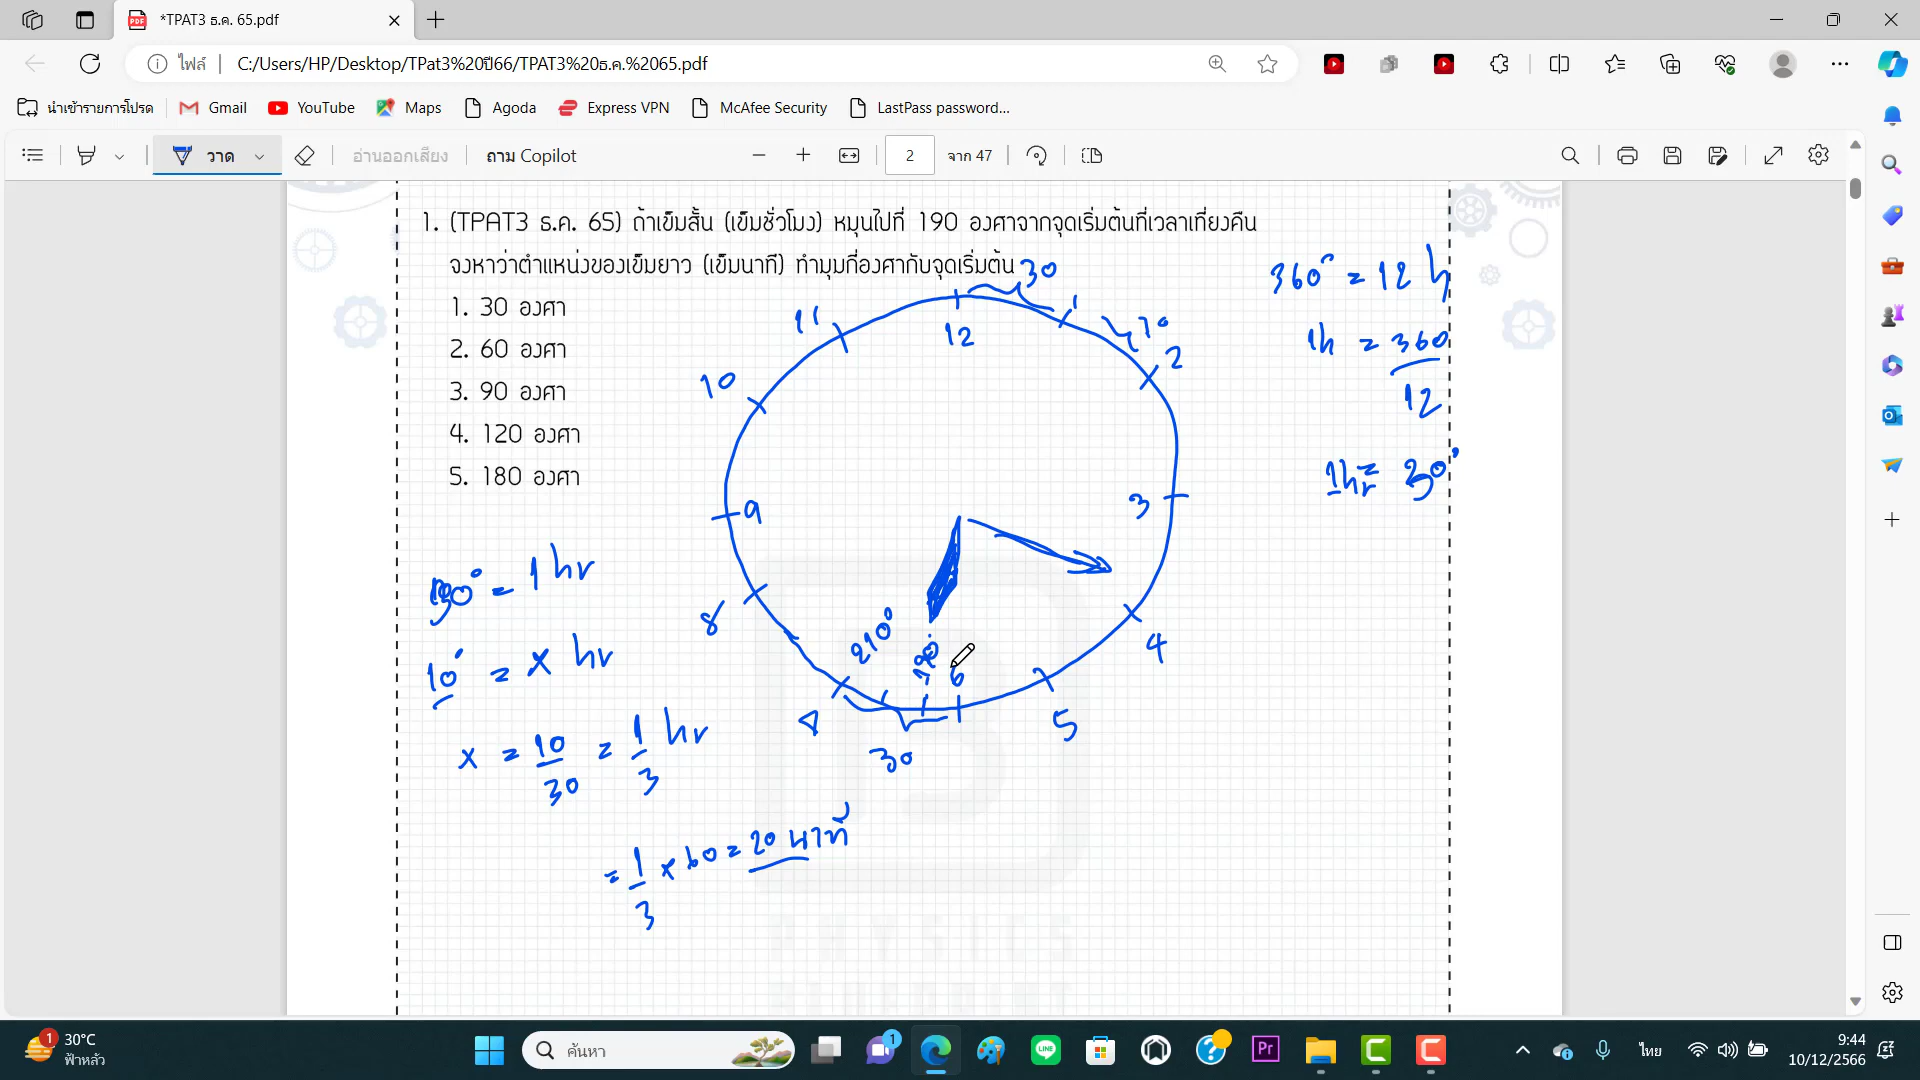 *TPAT3 ธ.ค. 65.pdf
ไฟล์
C:/Users/HP/Desktop/TPat3%20ปี66/TPAT3%20ธ.ค.%2065.pdf
นำเข้ารายการโปรด
Gmail
YouTube
Maps
Agoda
Express VPN
McAfee Security
LastPass password...
วาด
อ่านออกเสียง
ถาม Copilot
2
จาก 47
1. (TPAT3 ธ.ค. 65) ถ้าเข็มสั้น (เข็มชั่วโมง) หมุนไปที่ 190 องศาจากจุดเริ่มต้นที่เวลาเที่ยงคืน
จงหาว่าตำแหน่งของเข็มยาว (เข็มนาที) ทำมุมกี่องศากับจุดเริ่มต้น
1. 30 องศา
2. 60 องศา
3. 90 องศา
4. 120 องศา
5. 180 องศา
30
360° = 12 h
1h = 360
12
1hr = 30°
11
12
1
2
10
3
9
8
4
210°
6
5
30
30° = 1 hr
10° = x hr
x = 10 = 1 hr
30 3
= 1 x 60 = 20 นาที
3
PHYSICS
1
30°C
ฟ้าหลัว
ค้นหา
1
LINE
Pr
ไทย
9:44
10/12/2566